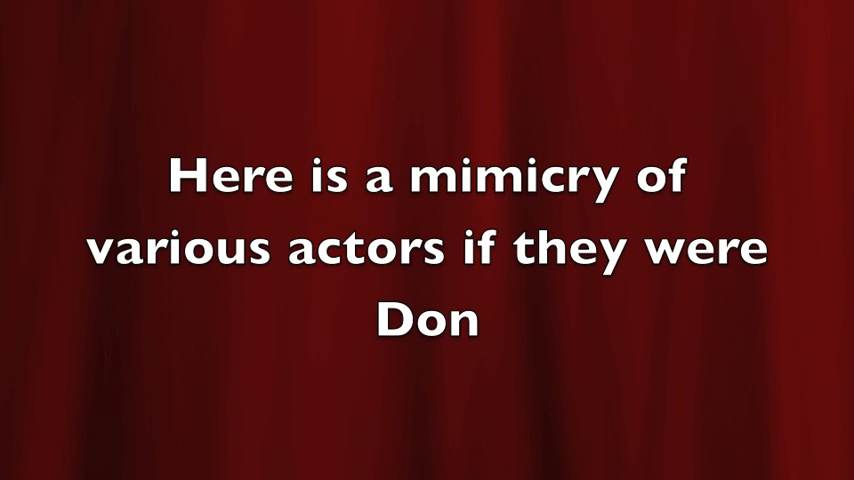 Here is a mimicry of
various actors if they were
Don